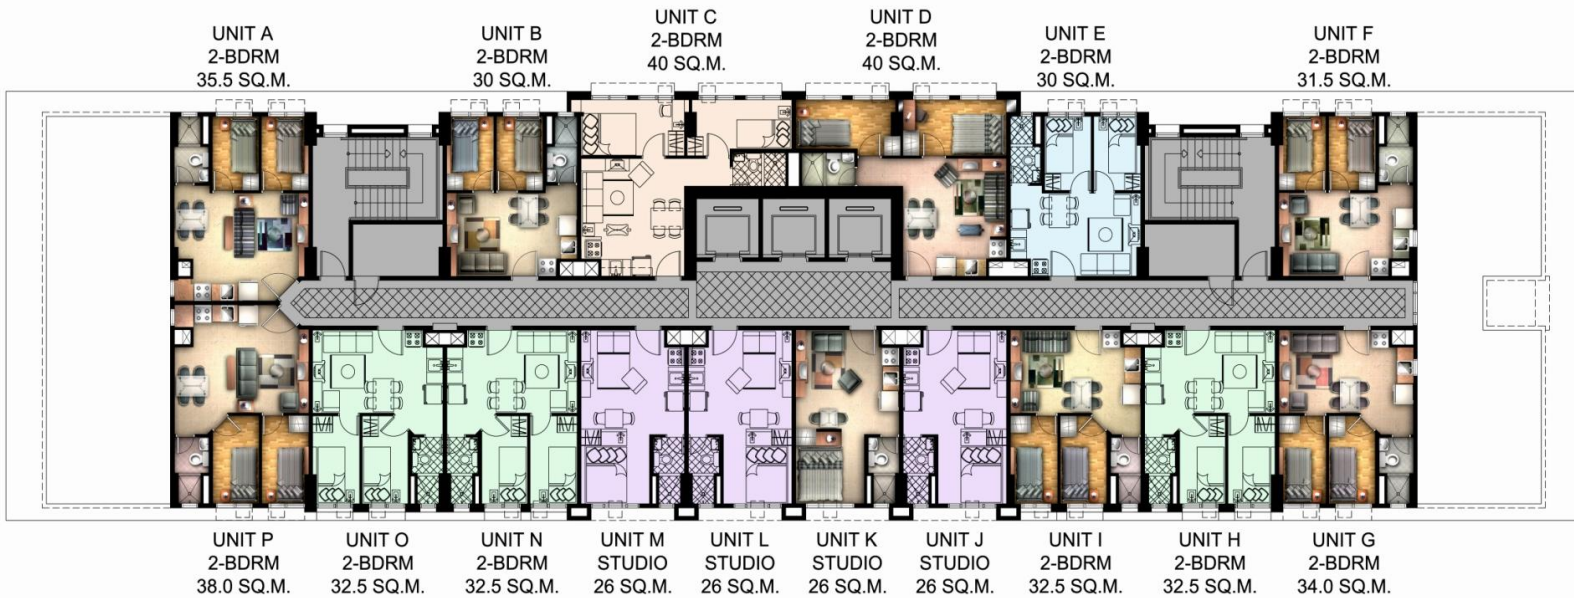 UNIT A
2-BDRM
35.5 SQ.M.
UNIT B
2-BDRM
30 SQ.M.
UNIT C
2-BDRM
40 SQ.M.
UNIT D
2-BDRM
40 SQ.M.
UNIT E
2-BDRM
30 SQ.M.
UNIT F
2-BDRM
31.5 SQ.M.
UNIT P
2-BDRM
38.0 SQ.M.
UNIT O
2-BDRM
32.5 SQ.M.
UNIT N
2-BDRM
32.5 SQ.M.
UNIT M
STUDIO
26 SQ.M.
UNIT L
STUDIO
26 SQ.M.
UNIT K
STUDIO
26 SQ.M.
UNIT J
STUDIO
26 SQ.M.
UNIT I
2-BDRM
32.5 SQ.M.
UNIT H
2-BDRM
32.5 SQ.M.
UNIT G
2-BDRM
34.0 SQ.M.